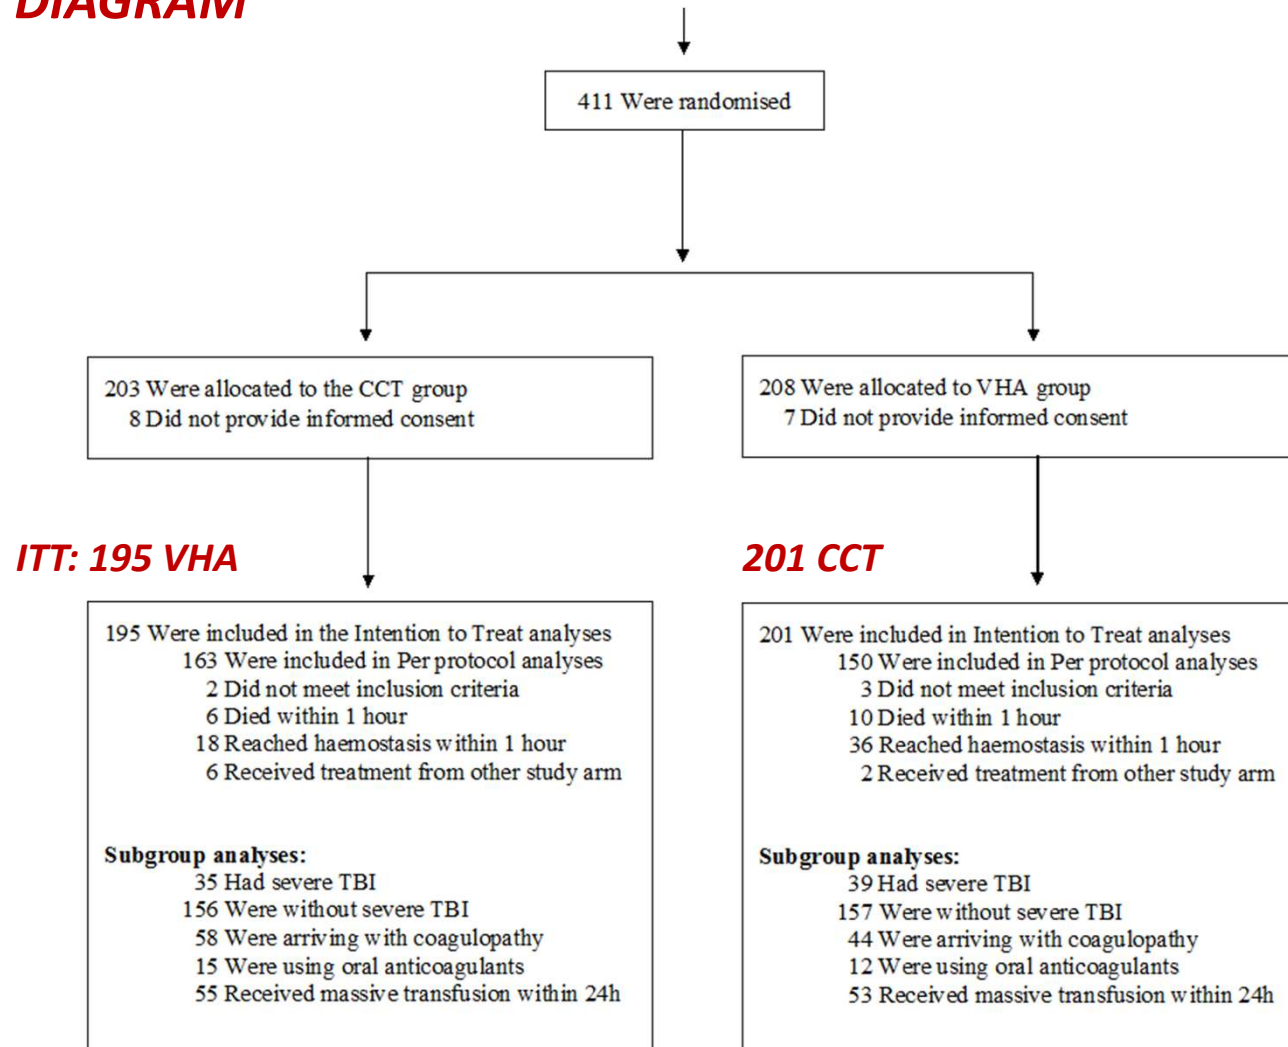 DIAGRAM
411 Were randomised
203 Were allocated to the CCT group
8 Did not provide informed consent
208 Were allocated to VHA group
7 Did not provide informed consent
ITT: 195 VHA
201 CCT
195 Were included in the Intention to Treat analyses
163 Were included in Per protocol analyses
2 Did not meet inclusion criteria
6 Died within 1 hour
18 Reached haemostasis within 1 hour
6 Received treatment from other study arm
Subgroup analyses:
35 Had severe TBI
156 Were without severe TBI
58 Were arriving with coagulopathy
15 Were using oral anticoagulants
55 Received massive transfusion within 24h
201 Were included in Intention to Treat analyses
150 Were included in Per protocol analyses
3 Did not meet inclusion criteria
10 Died within 1 hour
36 Reached haemostasis within 1 hour
2 Received treatment from other study arm
Subgroup analyses:
39 Had severe TBI
157 Were without severe TBI
44 Were arriving with coagulopathy
12 Were using oral anticoagulants
53 Received massive transfusion within 24h